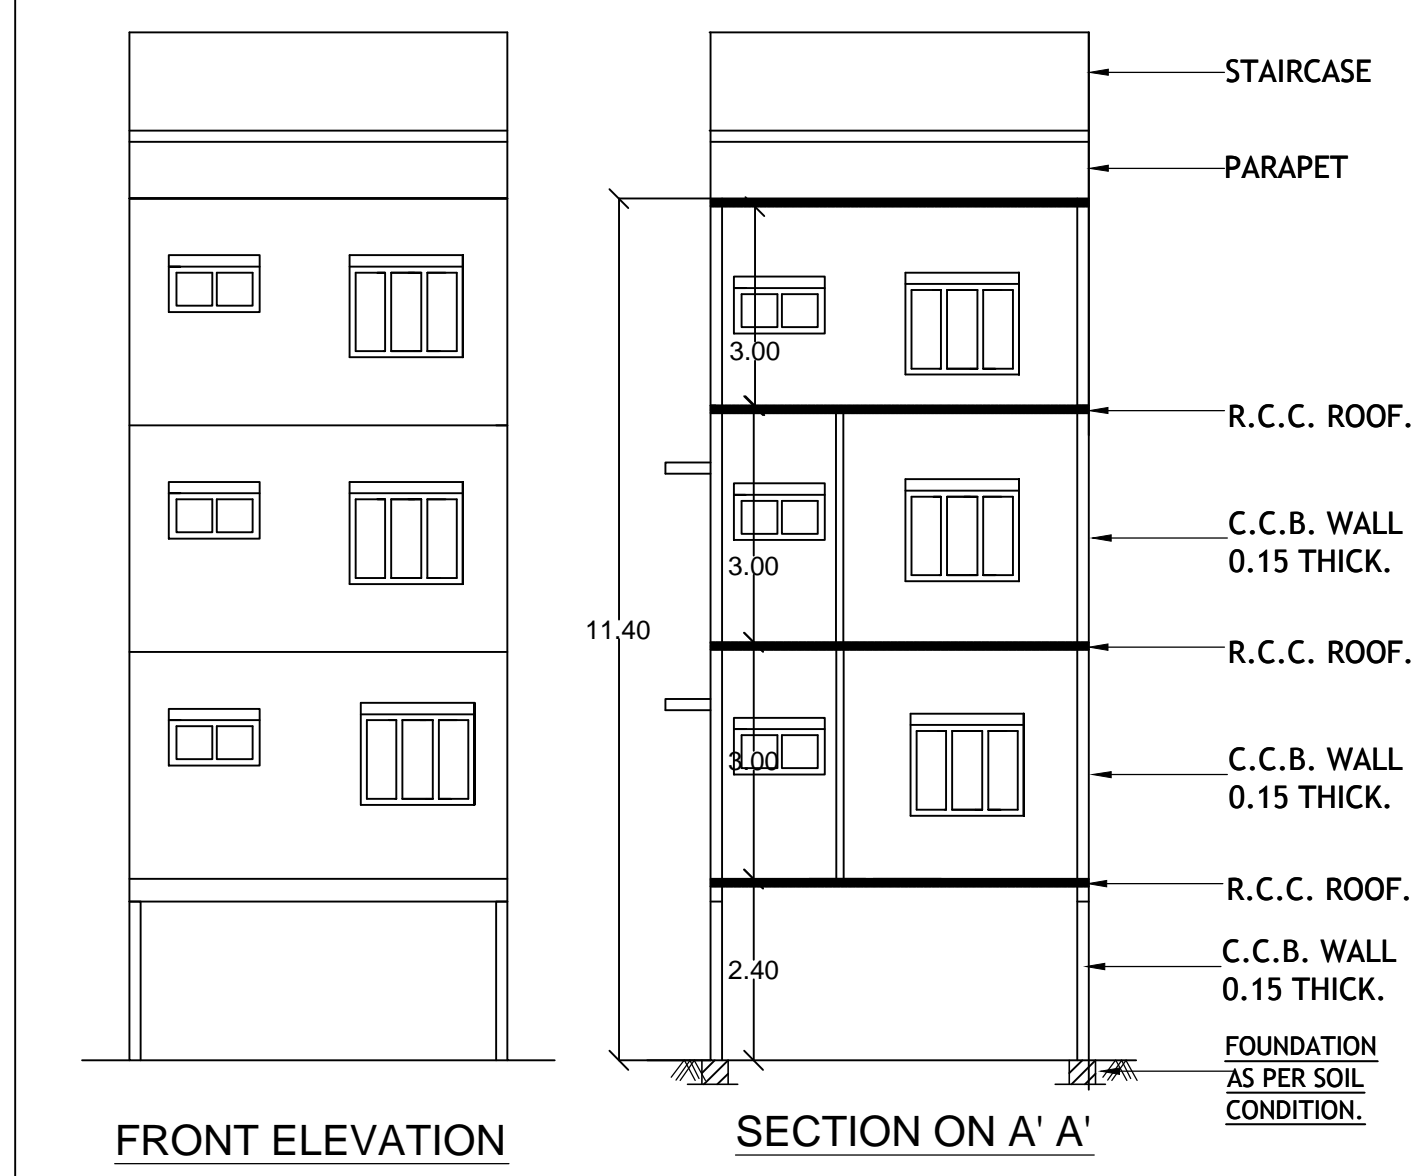 STAIRCASE
PARAPET
3.00
R.C.C. ROOF.
C.C.B. WALL
0.15 THICK.
3.00
11.40
R.C.C. ROOF.
C.C.B. WALL
0.15 THICK.
3.00
R.C.C. ROOF.
C.C.B. WALL
0.15 THICK.
2.40
FOUNDATION
AS PER SOIL
CONDITION.
FRONT ELEVATION
SECTION ON A' A'